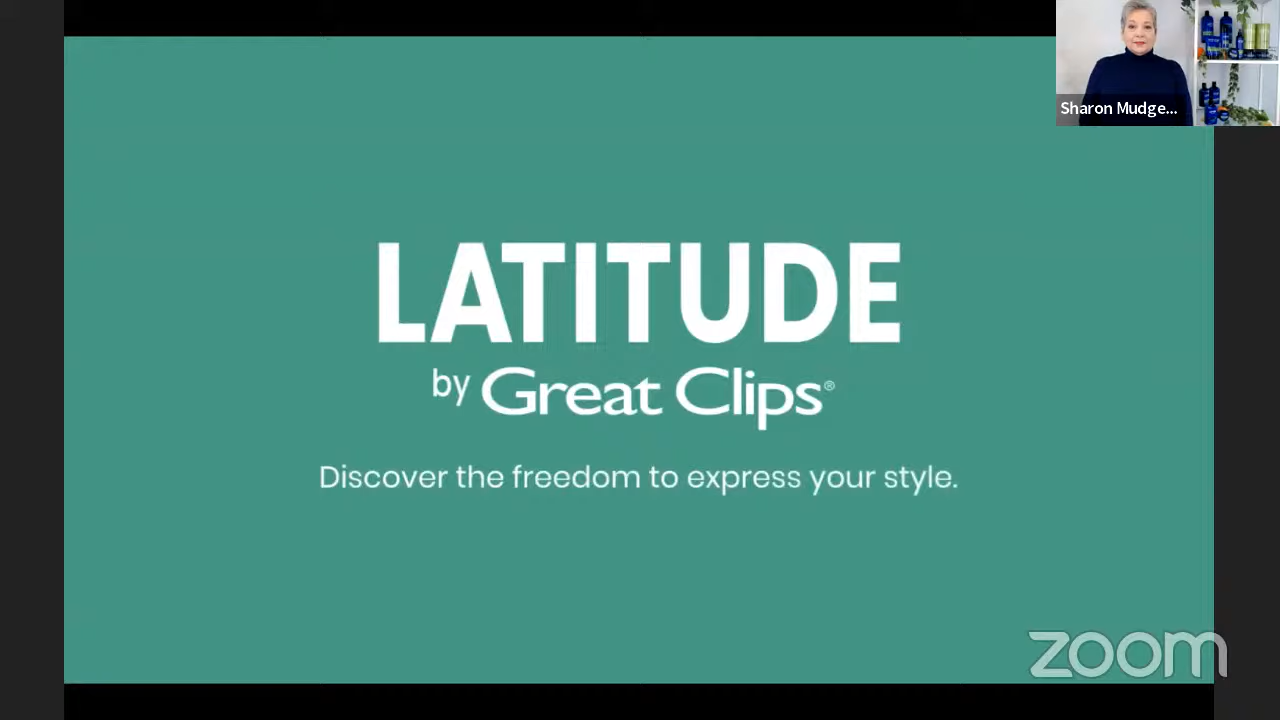 Sharon Mudge...
LATITUDE
by Great Clips®
Discover the freedom to express your style.
zoom